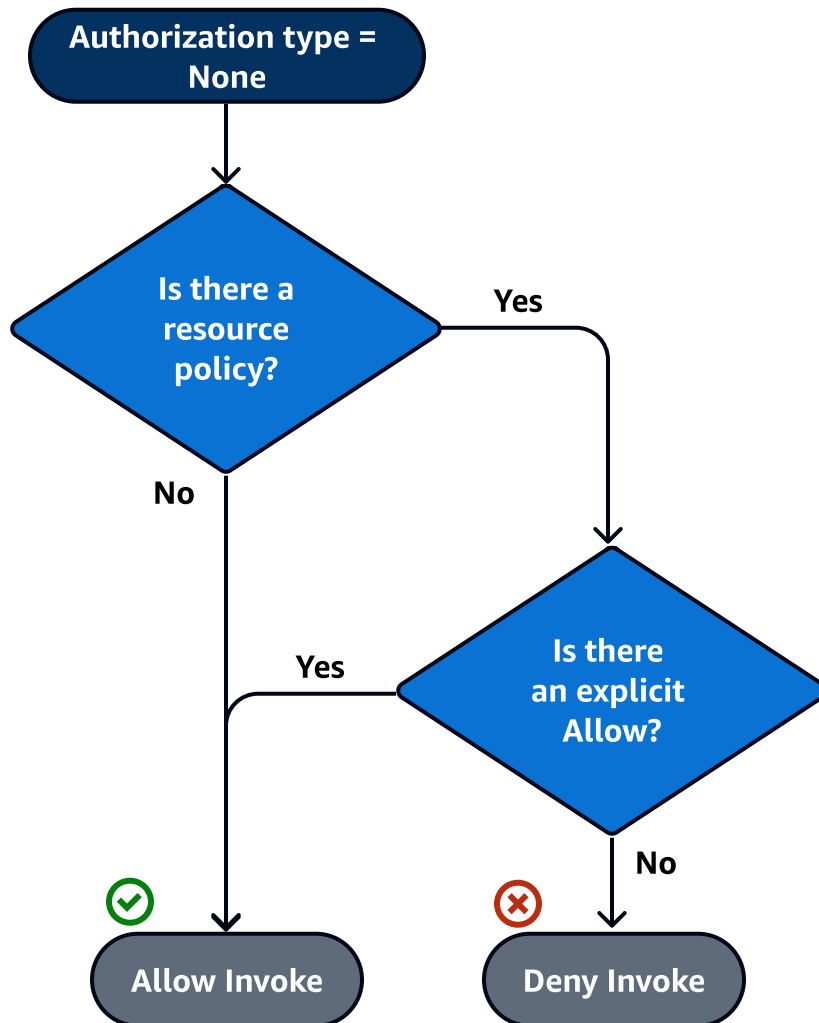 Authorization type =
None
Is there a
resource
policy?
Yes
No
Is there
an explicit
Allow?
Yes
No
Allow Invoke
Deny Invoke